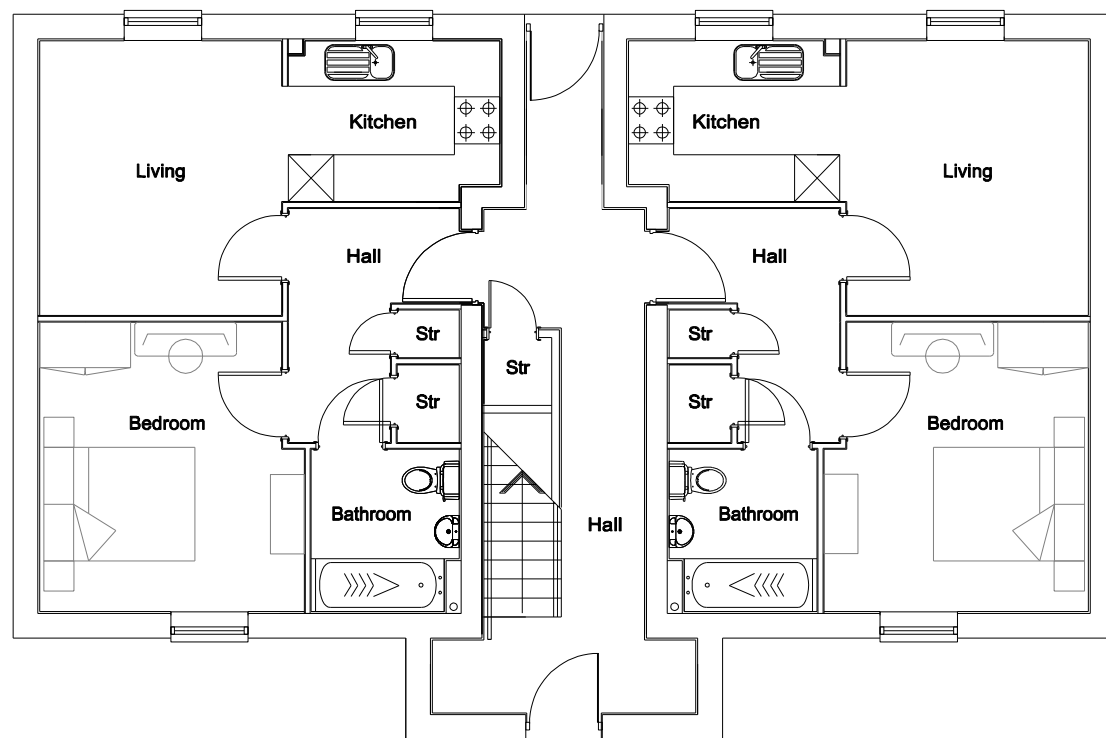 Kitchen
Kitchen
Living
Living
Hall
Hall
Str
Str
Str
Str
Str
Bedroom
Bedroom
Bathroom
Hall
Bathroom